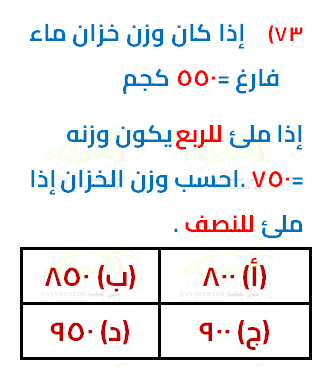 ٧٣) إذا كان وزن خزان ماء
فارغ =٥٥٠ كجم
إذا ملئ للربع يكون وزنه
=٧٥٠ .احسب وزن الخزان إذا
ملئ للنصف .
(أ) ٨٠٠ (ب) ٨٥٠
(ج) ٩٠٠ (د) ٩٥٠